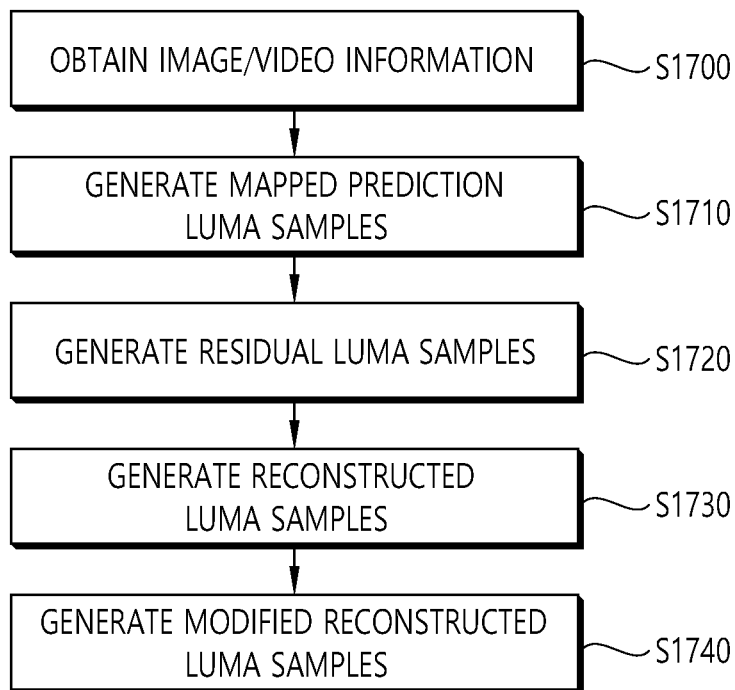 OBTAIN IMAGE/VIDEO INFORMATION
S1700
GENERATE MAPPED PREDICTION
LUMA SAMPLES
S1710
GENERATE RESIDUAL LUMA SAMPLES
S1720
GENERATE RECONSTRUCTED
LUMA SAMPLES
S1730
GENERATE MODIFIED RECONSTRUCTED
LUMA SAMPLES
S1740